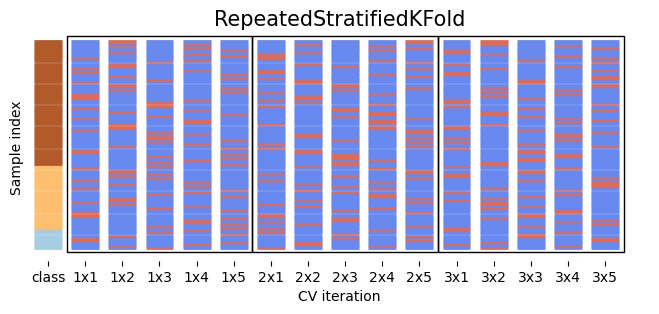 RepeatedStratifiedKFold
Sample index
class 1x1 1x2 1x3 1x4 1x5 2x1 2x2 2x3 2x4 2x5 3x1 3x2 3x3 3x4 3x5
CV iteration